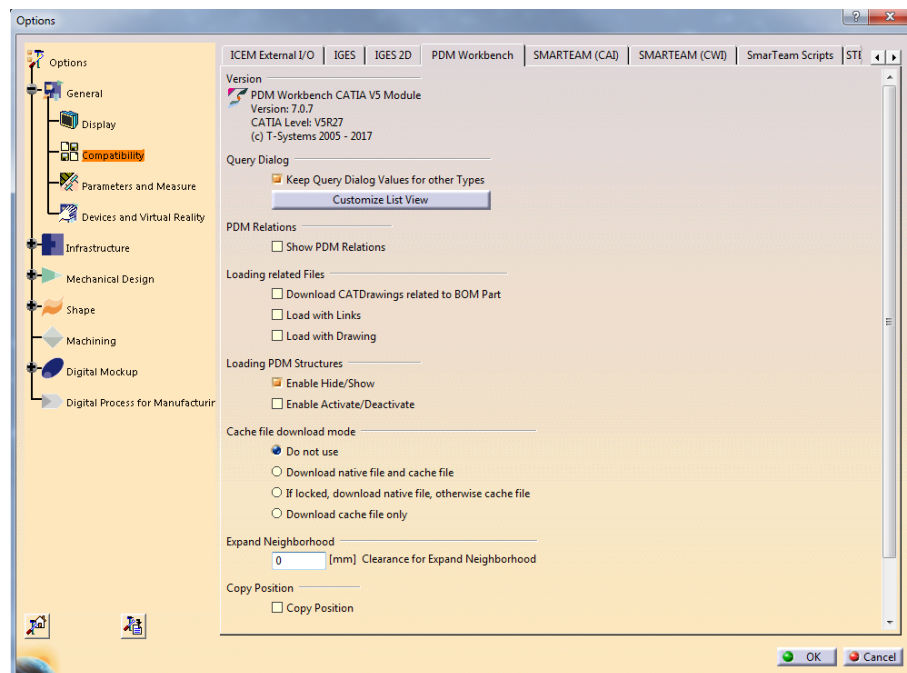 Options
Options
General
Display
Compatibility
Parameters and Measure
Devices and Virtual Reality
Infrastructure
Mechanical Design
Shape
Machining
Digital Mockup
Digital Process for Manufacturin
ICEM External I/O IGES IGES 2D PDM Workbench SMARTEAM (CAI) SMARTEAM (CWI) SmarTeam Scripts
Version
PDM Workbench CATIA V5 Module
Version: 7.0.7
CATIA Level: V5R27
(c) T-Systems 2005 - 2017
Query Dialog
Keep Query Dialog Values for other Types
Customize List View
PDM Relations
Show PDM Relations
Loading related Files
Download CATDrawings related to BOM Part
Load with Links
Load with Drawing
Loading PDM Structures
Enable Hide/Show
Enable Activate/Deactivate
Cache file download mode
Do not use
Download native file and cache file
If locked, download native file, otherwise cache file
Download cache file only
Expand Neighborhood
0 [mm] Clearance for Expand Neighborhood
Copy Position
Copy Position
OK Cancel